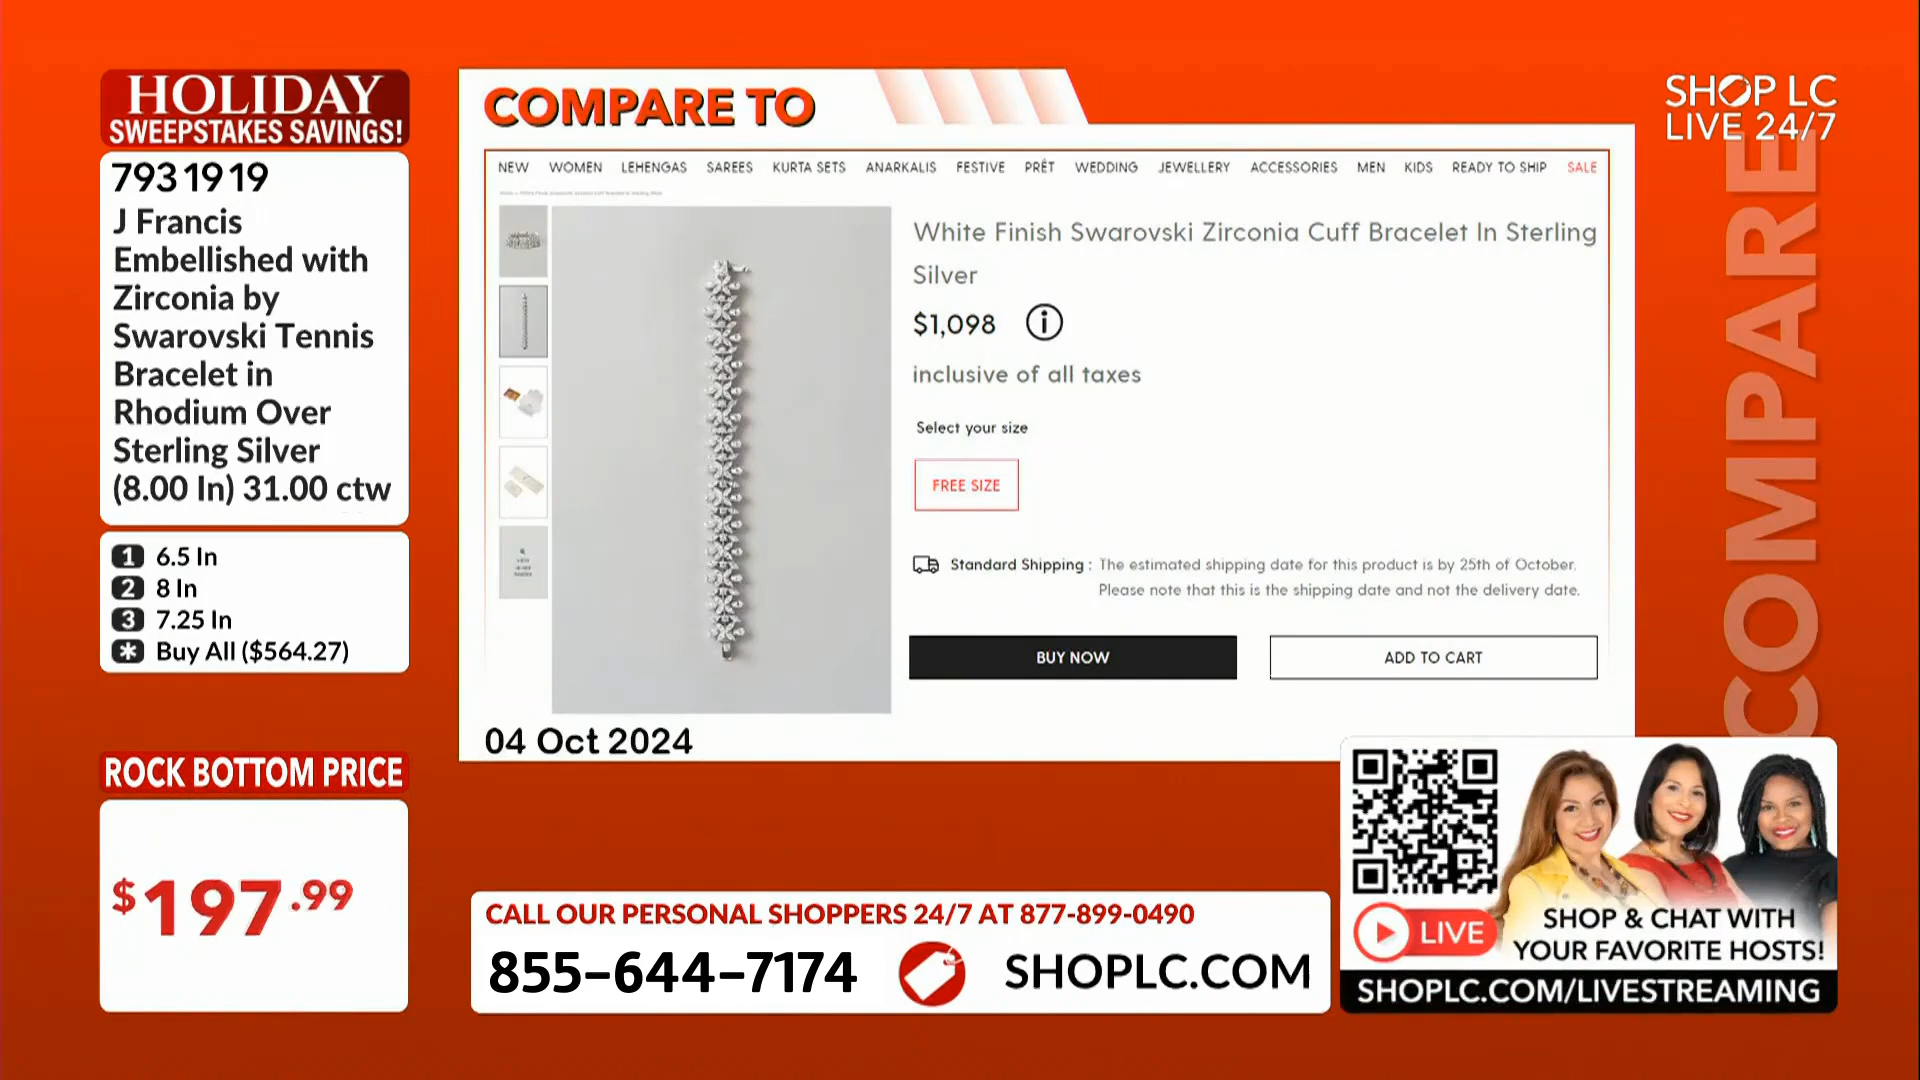 HOLIDAY
SWEEPSTAKES SAVINGS!
7931919
J Francis
Embellished with
Zirconia by
Swarovski Tennis
Bracelet in
Rhodium Over
Sterling Silver
(8.00 In) 31.00 ctw
1 6.5 In
2 8 In
3 7.25 In
* Buy All ($564.27)
ROCK BOTTOM PRICE
$197.99
COMPARE TO
NEW WOMEN LEHENGAS SAREES KURTA SETS ANARKALIS FESTIVE PRÊT WEDDING JEWELLERY ACCESSORIES MEN KIDS READY TO SHIP SALE
White Finish Swarovski Zirconia Cuff Bracelet In Sterling
Silver
$1,098
inclusive of all taxes
Select your size
FREE SIZE
Standard Shipping : The estimated shipping date for this product is by 25th of October.
Please note that this is the shipping date and not the delivery date.
BUY NOW
ADD TO CART
04 Oct 2024
SHOP LC
LIVE 24/7
COMPARE
CALL OUR PERSONAL SHOPPERS 24/7 AT 877-899-0490
855-644-7174
SHOPLC.COM
LIVE
SHOP & CHAT WITH
YOUR FAVORITE HOSTS!
SHOPLC.COM/LIVESTREAMING